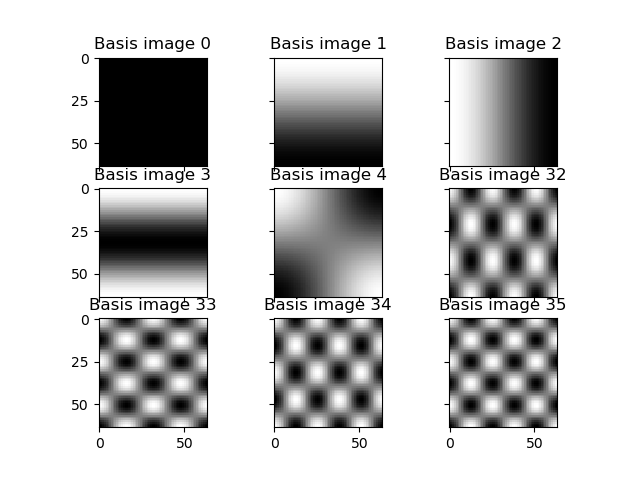 Basis image 0
Basis image 1
Basis image 2
0
25
50
Basis image 3
Basis image 4
Basis image 32
0
25
50
Basis image 33
Basis image 34
Basis image 35
0
25
50
0 50
0 50
0 50